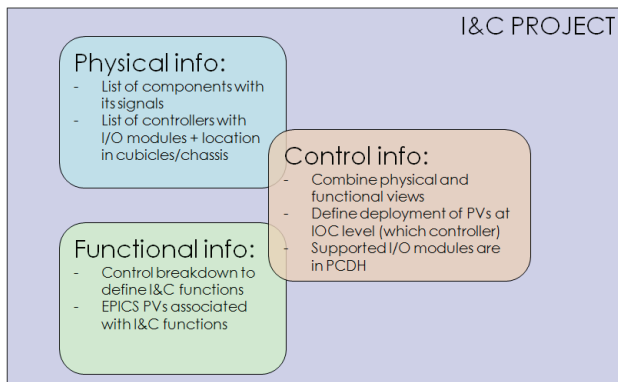 I&C PROJECT
Physical info:
- List of components with
its signals
- List of controllers with
I/O modules + location
in cubicles/chassis
Control info:
- Combine physical and
functional views
- Define deployment of PVs at
IOC level (which controller)
- Supported I/O modules are
in PCDH
Functional info:
- Control breakdown to
define I&C functions
- EPICS PVs associated
with I&C functions